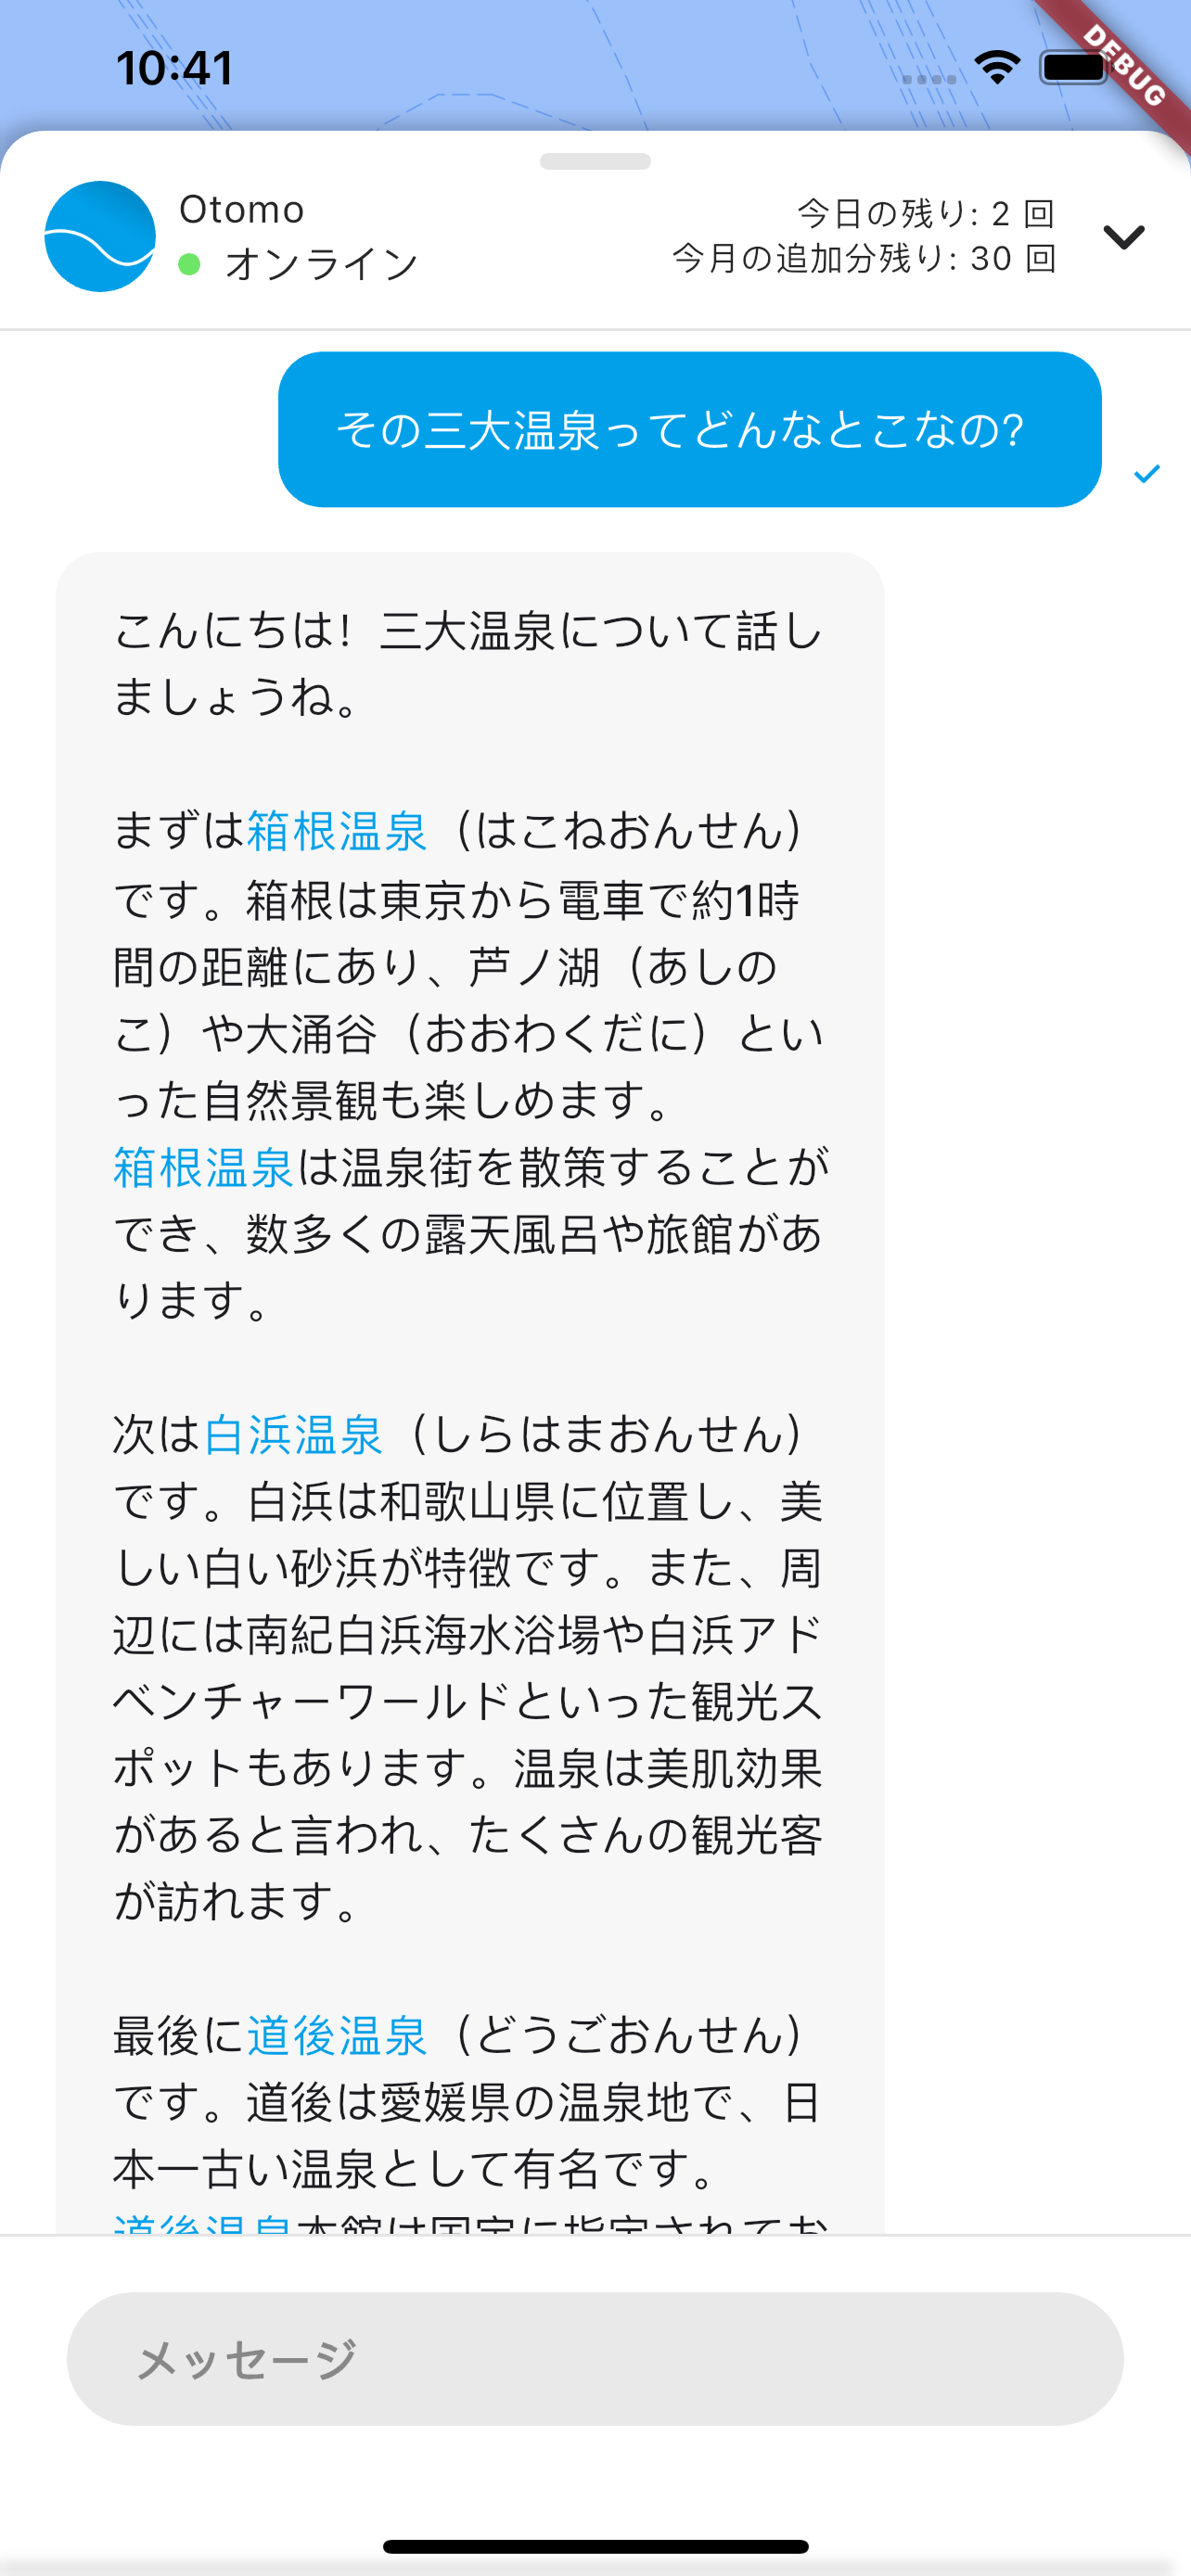 10:41
DEBUG
Otomo
オンライン
今日の残り: 2 回
今月の追加分残り: 30 回
その三大温泉ってどんなとこなの?
こんにちは！三大温泉について話し
ましょうね。
まずは箱根温泉（はこねおんせん）
です。箱根は東京から電車で約1時
間の距離にあり、芦ノ湖（あしの
こ）や大涌谷（おおわくだに）とい
った自然景観も楽しめます。
箱根温泉は温泉街を散策することが
でき、数多くの露天風呂や旅館があ
ります。
次は白浜温泉（しらはまおんせん）
です。白浜は和歌山県に位置し、美
しい白い砂浜が特徴です。また、周
辺には南紀白浜海水浴場や白浜アド
ベンチャーワールドといった観光ス
ポットもあります。温泉は美肌効果
があると言われ、たくさんの観光客
が訪れます。
最後に道後温泉（どうごおんせん）
です。道後は愛媛県の温泉地で、日
本一古い温泉として有名です。
道後温泉本館は国宝に指定されてお
メッセージ